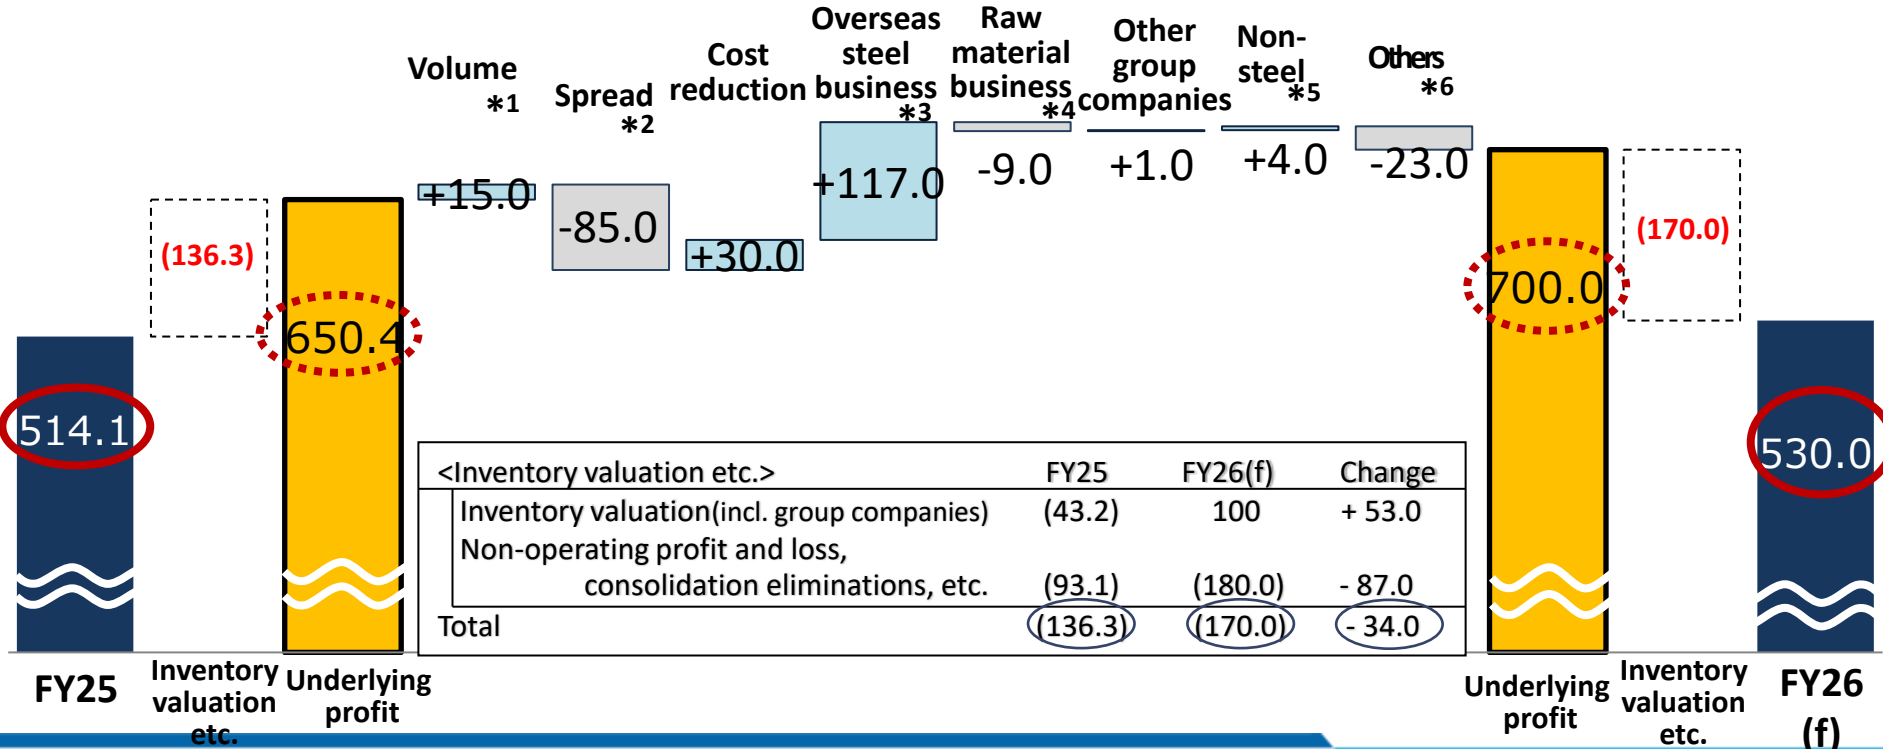 Volume
*1
Spread
*2
Cost
reduction
Overseas
steel
business
*3
Raw
material
business
*4
Other
group
companies
Non-
steel
*5
Others
*6
+15.0
-85.0
+30.0
+117.0
-9.0
+1.0
+4.0
-23.0
(136.3)
650.4
514.1
700.0
(170.0)
530.0
<Inventory valuation etc.> FY25 FY26(f) Change
Inventory valuation(incl. group companies) (43.2) 100 + 53.0
Non-operating profit and loss,
consolidation eliminations, etc. (93.1) (180.0) - 87.0
Total (136.3) (170.0) - 34.0
FY25
Inventory
valuation
etc.
Underlying
profit
Underlying
profit
Inventory
valuation
etc.
FY26
(f)